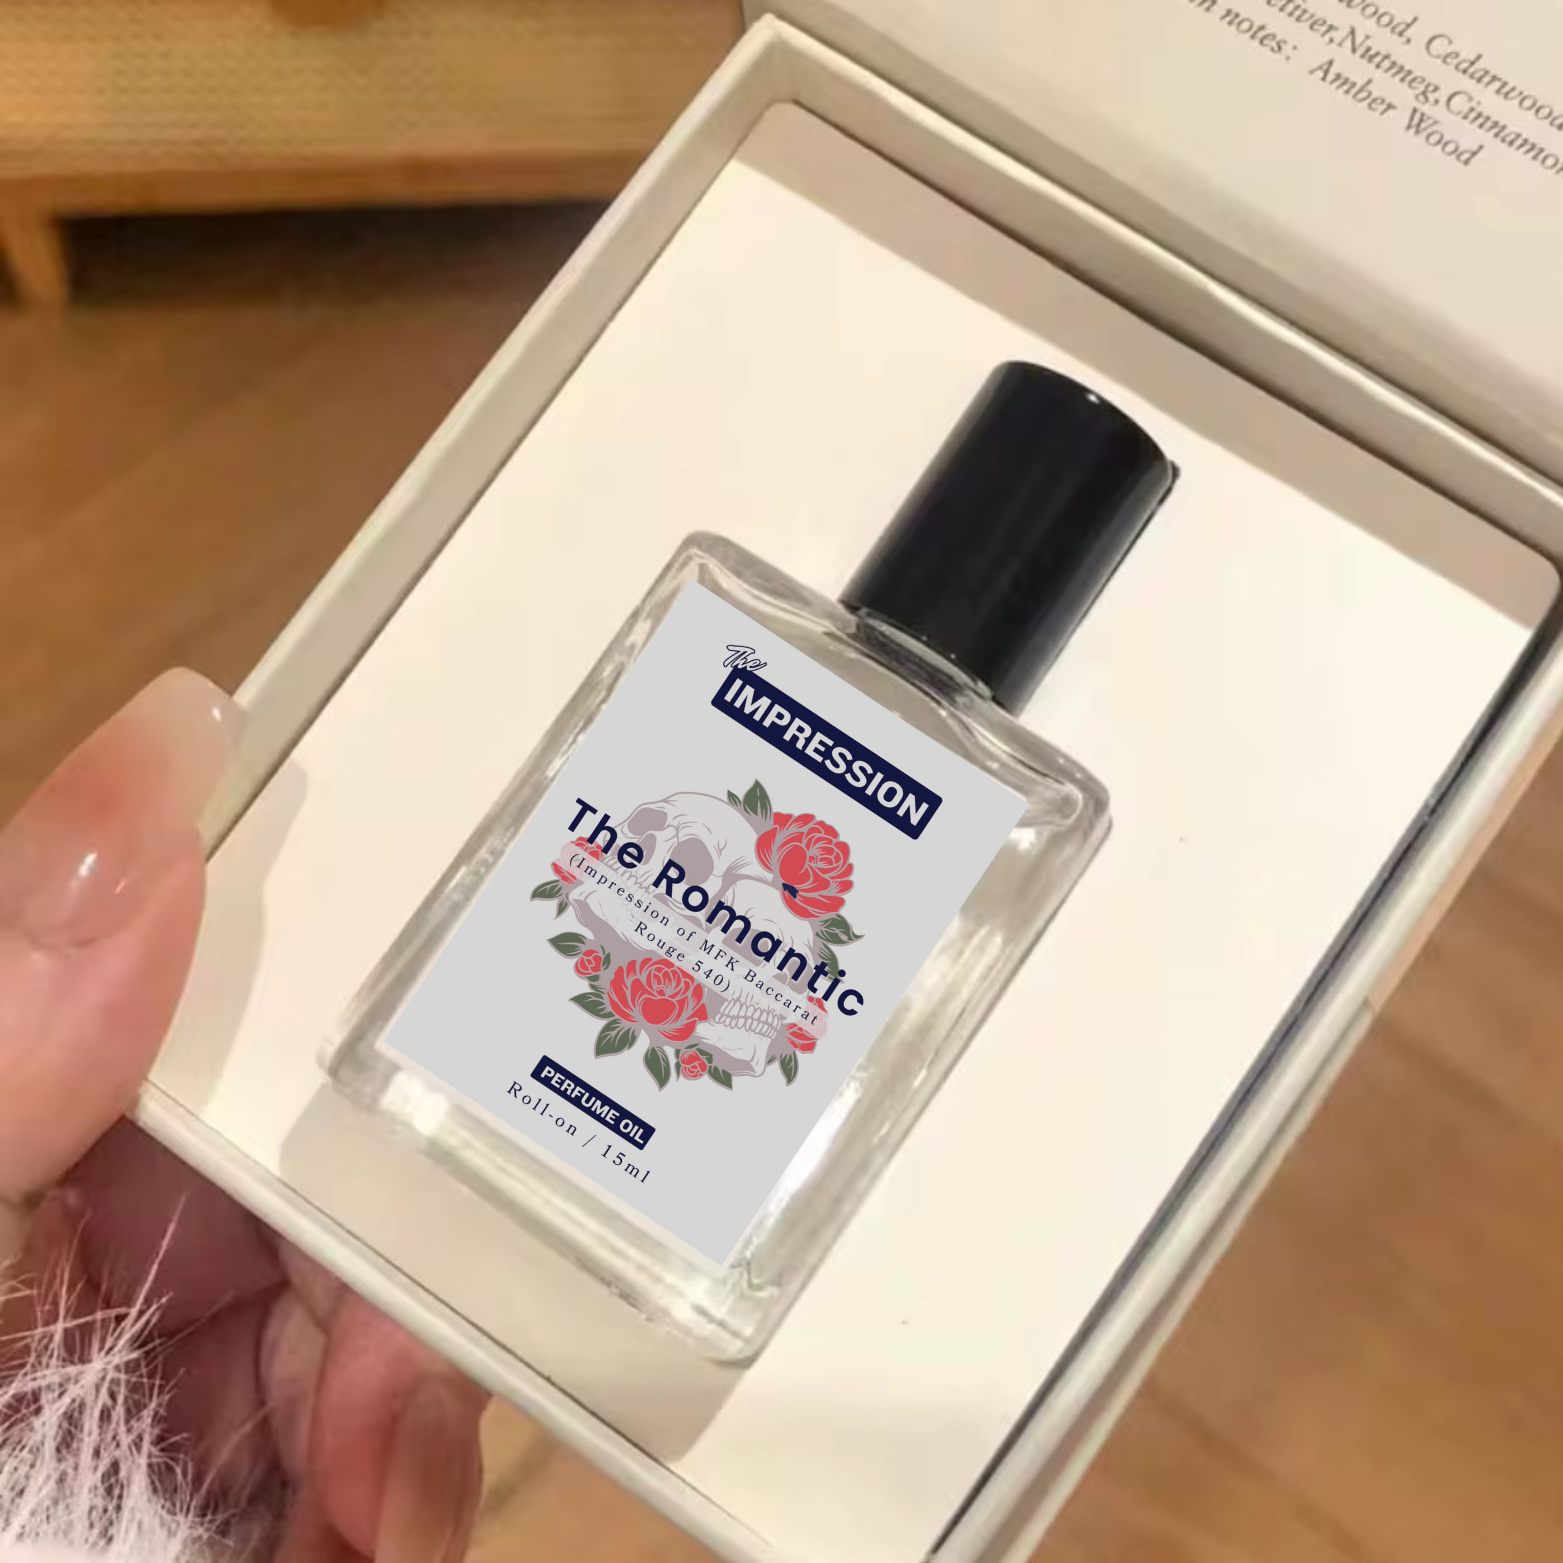 wood, Cedarwood
etiver,Nutmeg,Cinnamon
notes: Amber Wood
The
IMPRESSION
The Romantic
(Impression of MFK Baccarat
Rouge 540)
PERFUME OIL
Roll-on / 15ml